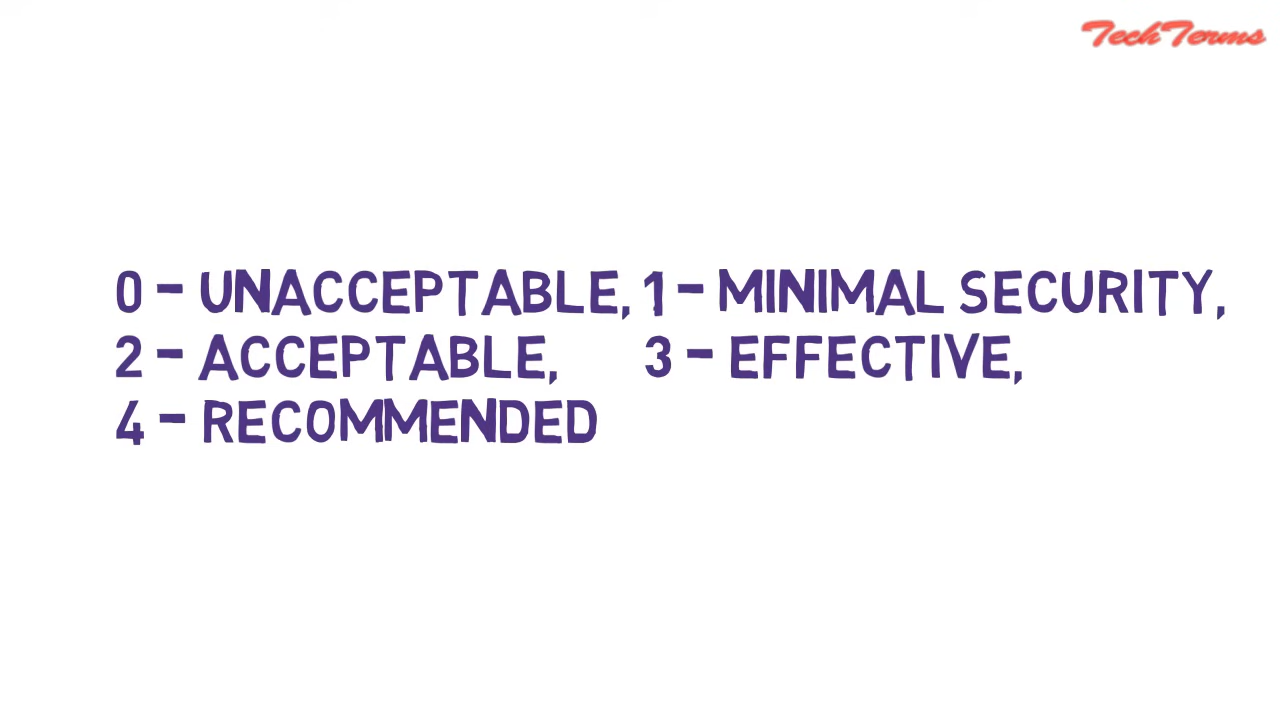 TechTerms
0 - UNACCEPTABLE, 1 - MINIMAL SECURITY,
2 - ACCEPTABLE, 3 - EFFECTIVE,
4 - RECOMMENDED